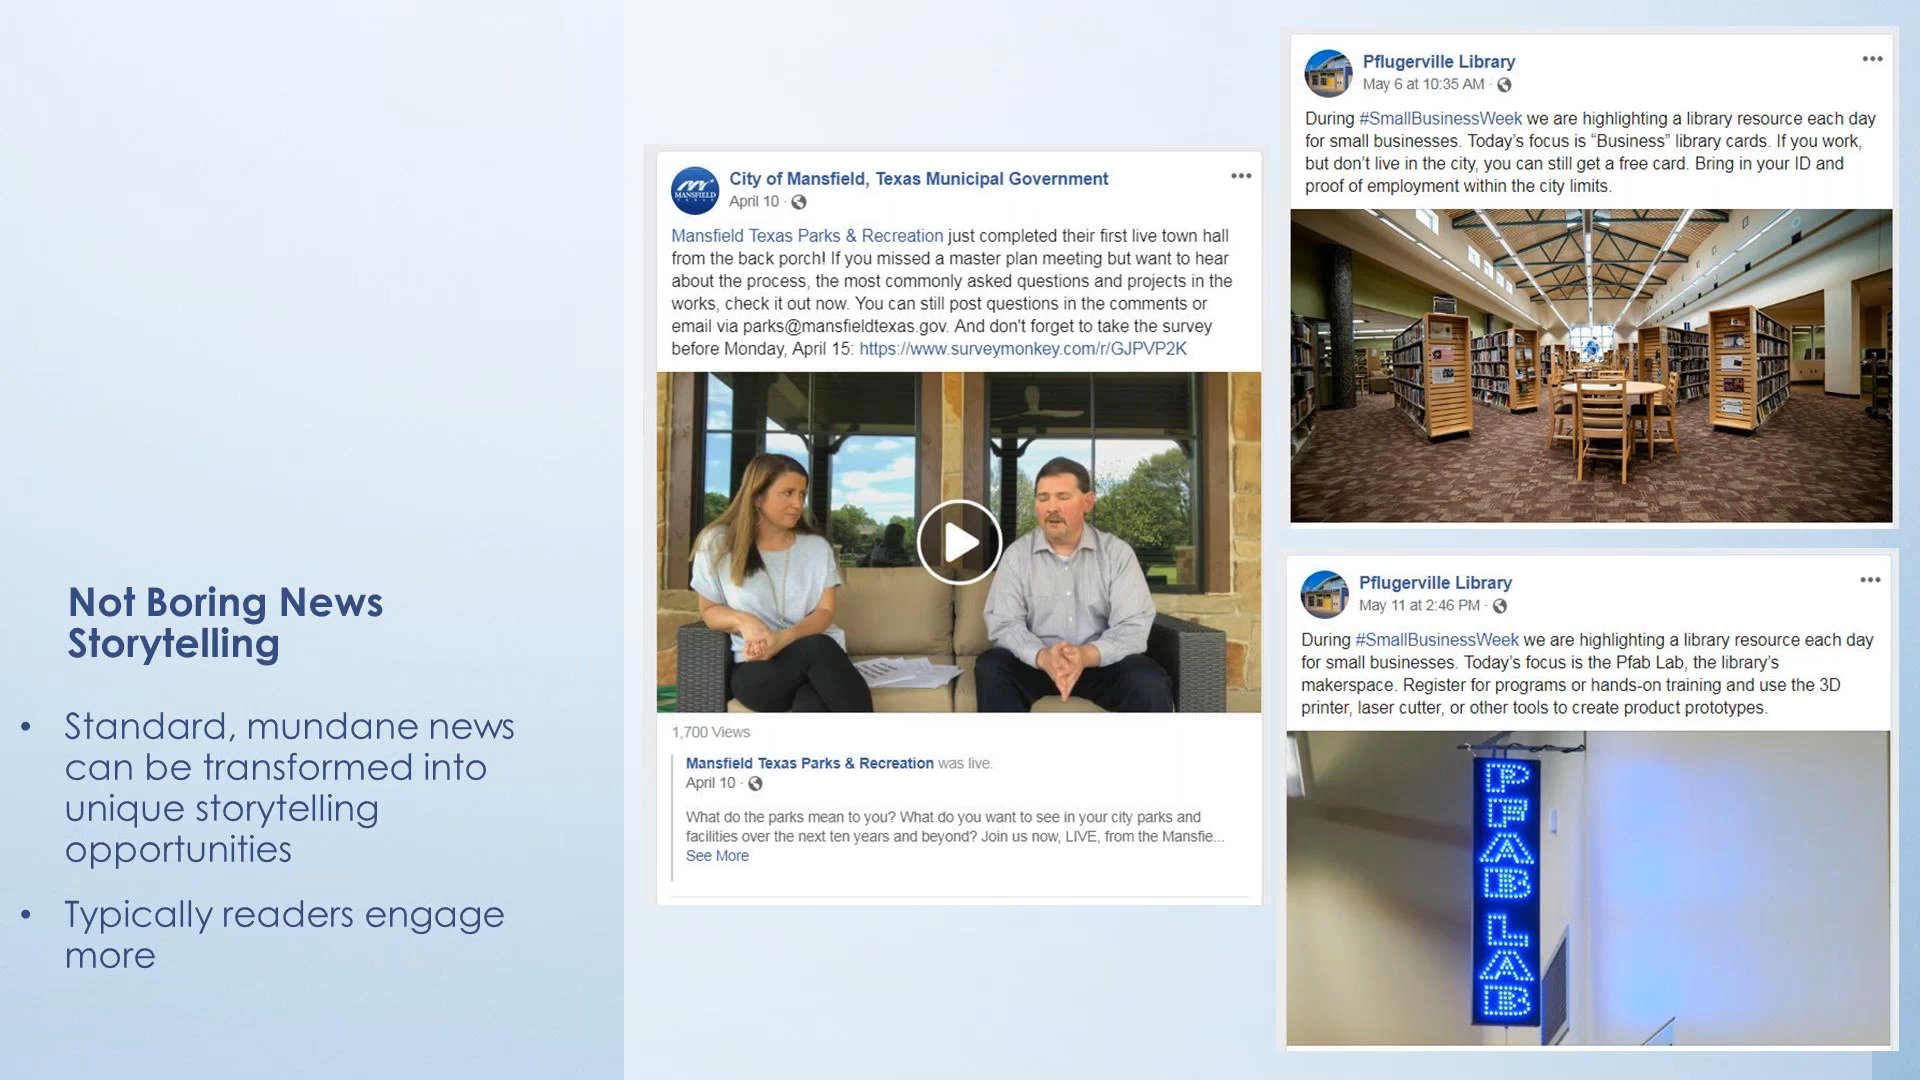 Not Boring News
Storytelling
• Standard, mundane news
can be transformed into
unique storytelling
opportunities
• Typically readers engage
more
MANSFIELD
TEXAS
City of Mansfield, Texas Municipal Government
April 10 ·
Mansfield Texas Parks & Recreation just completed their first live town hall
from the back porch! If you missed a master plan meeting but want to hear
about the process, the most commonly asked questions and projects in the
works, check it out now. You can still post questions in the comments or
email via parks@mansfieldtexas.gov. And don't forget to take the survey
before Monday, April 15: https://www.surveymonkey.com/r/GJPVP2K
1,700 Views
Mansfield Texas Parks & Recreation was live.
April 10 ·
What do the parks mean to you? What do you want to see in your city parks and
facilities over the next ten years and beyond? Join us now, LIVE, from the Mansfie...
See More
Pflugerville Library
May 6 at 10:35 AM ·
During #SmallBusinessWeek we are highlighting a library resource each day
for small businesses. Today’s focus is “Business” library cards. If you work,
but don’t live in the city, you can still get a free card. Bring in your ID and
proof of employment within the city limits.
Pflugerville Library
May 11 at 2:46 PM ·
During #SmallBusinessWeek we are highlighting a library resource each day
for small businesses. Today’s focus is the Pfab Lab, the library’s
makerspace. Register for programs or hands-on training and use the 3D
printer, laser cutter, or other tools to create product prototypes.
PFAB LAB